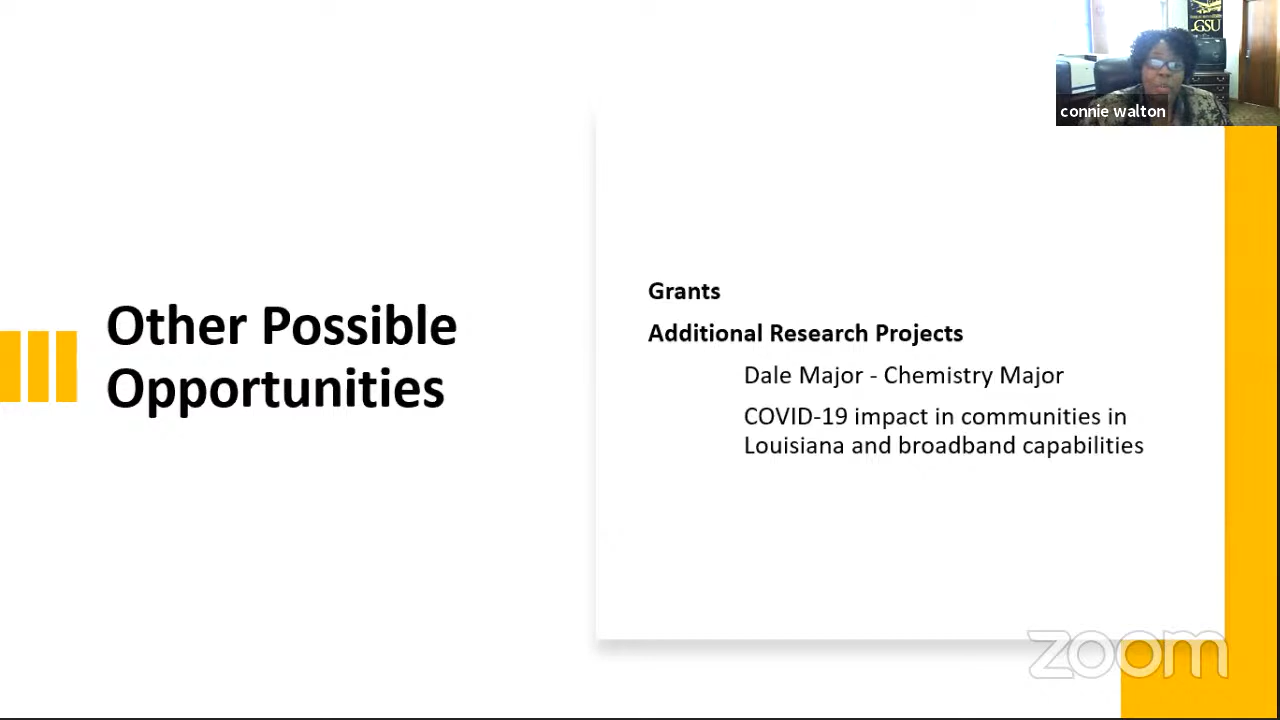 GSU
connie walton
Other Possible
Opportunities
Grants
Additional Research Projects
Dale Major - Chemistry Major
COVID-19 impact in communities in
Louisiana and broadband capabilities
zoom